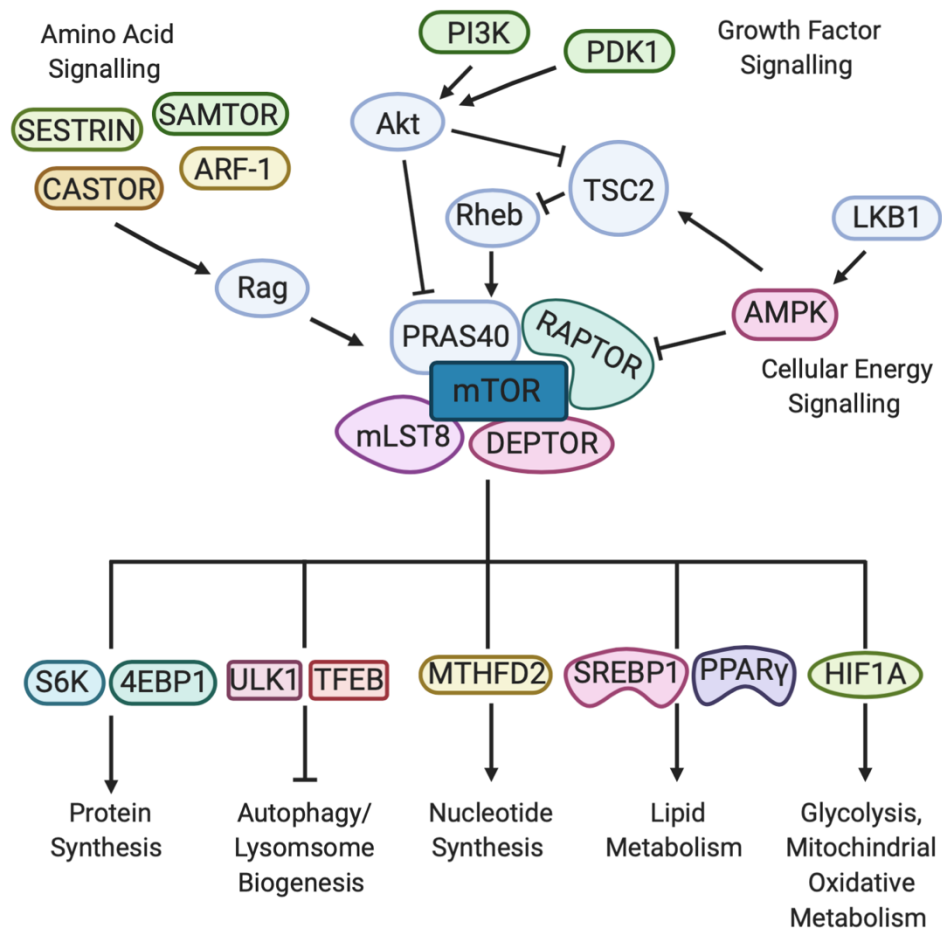 Amino Acid
Signalling
PI3K
PDK1
Growth Factor
Signalling
SESTRIN
SAMTOR
CASTOR
ARF-1
Akt
TSC2
Rheb
LKB1
Rag
AMPK
PRAS40
RAPTOR
mTOR
mLST8
DEPTOR
Cellular Energy
Signalling
S6K
4EBP1
ULK1
TFEB
MTHFD2
SREBP1
PPARγ
HIF1A
Protein
Synthesis
Autophagy/
Lysomsome
Biogenesis
Nucleotide
Synthesis
Lipid
Metabolism
Glycolysis,
Mitochindrial
Oxidative
Metabolism